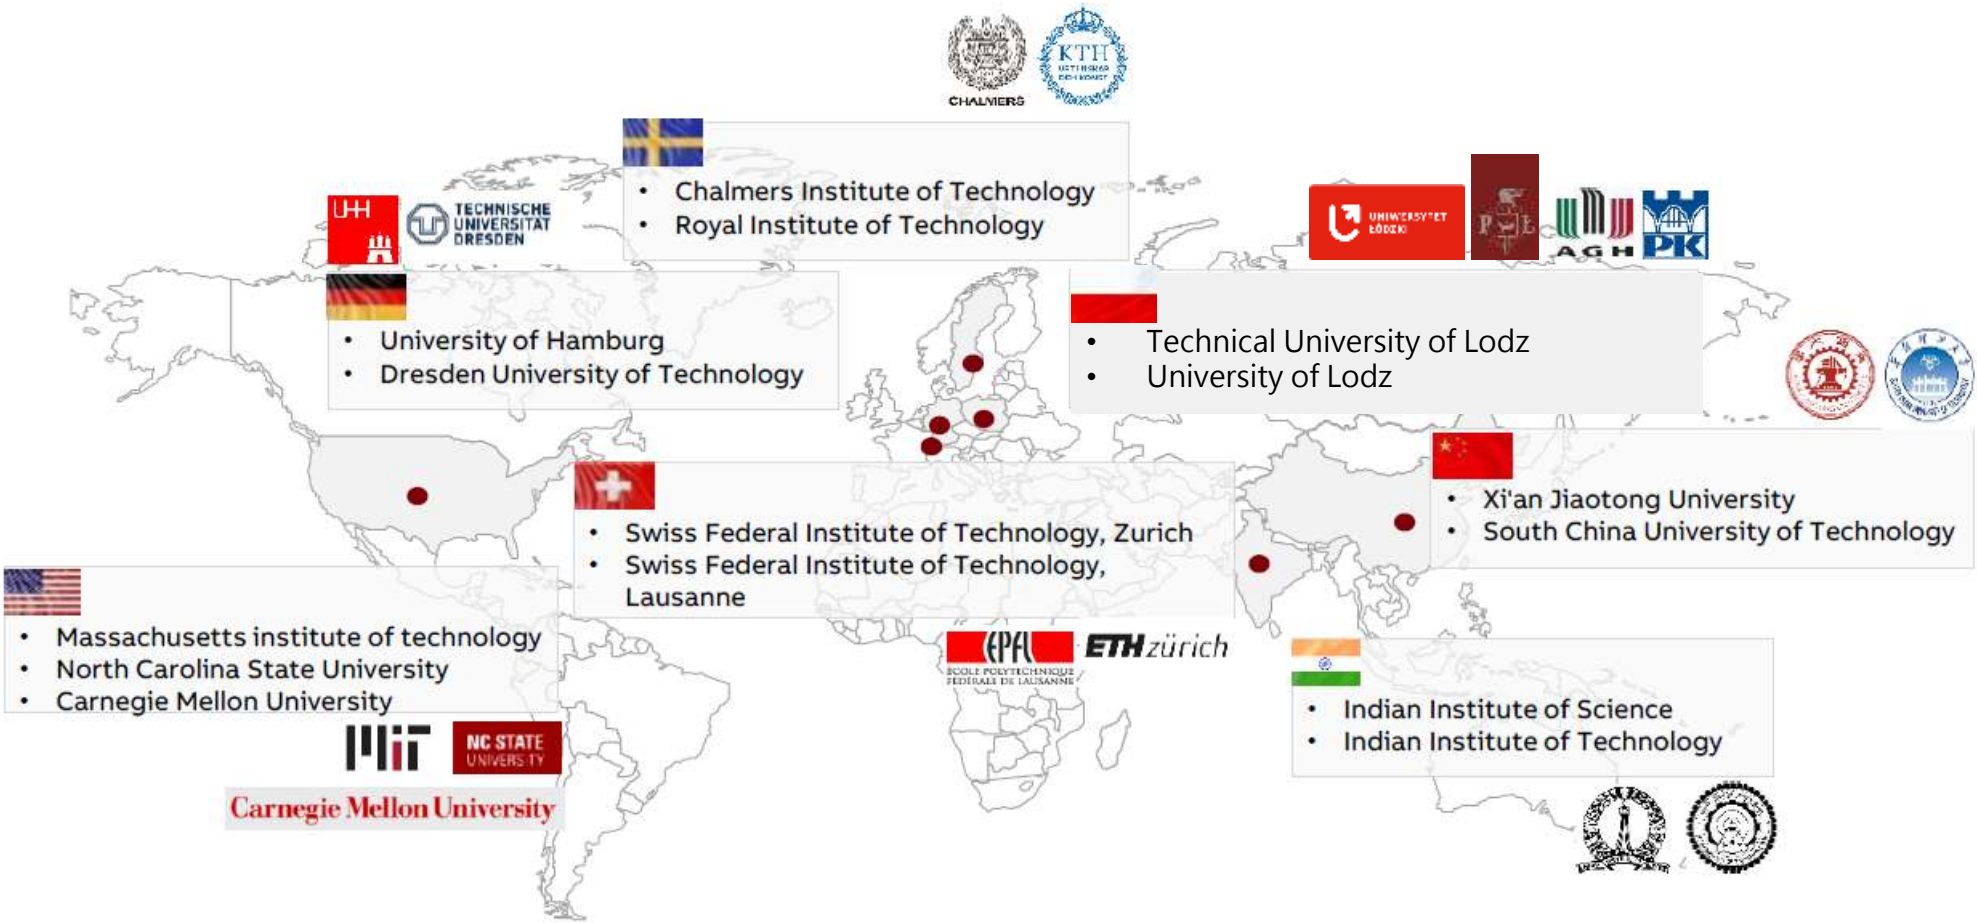 CHALMERS
KTH
• Chalmers Institute of Technology
• Royal Institute of Technology
UHH
TECHNISCHE
UNIVERSITÄT
DRESDEN
• University of Hamburg
• Dresden University of Technology
UNIWERSYTET
ŁÓDZKI
P Ł
AGH
PK
• Technical University of Lodz
• University of Lodz
• Xi'an Jiaotong University
• South China University of Technology
• Swiss Federal Institute of Technology, Zurich
• Swiss Federal Institute of Technology,
Lausanne
EPFL
ÉCOLE POLYTECHNIQUE
FÉDÉRALE DE LAUSANNE
ETH zürich
• Massachusetts institute of technology
• North Carolina State University
• Carnegie Mellon University
MIT
NC STATE
UNIVERSITY
Carnegie Mellon University
• Indian Institute of Science
• Indian Institute of Technology